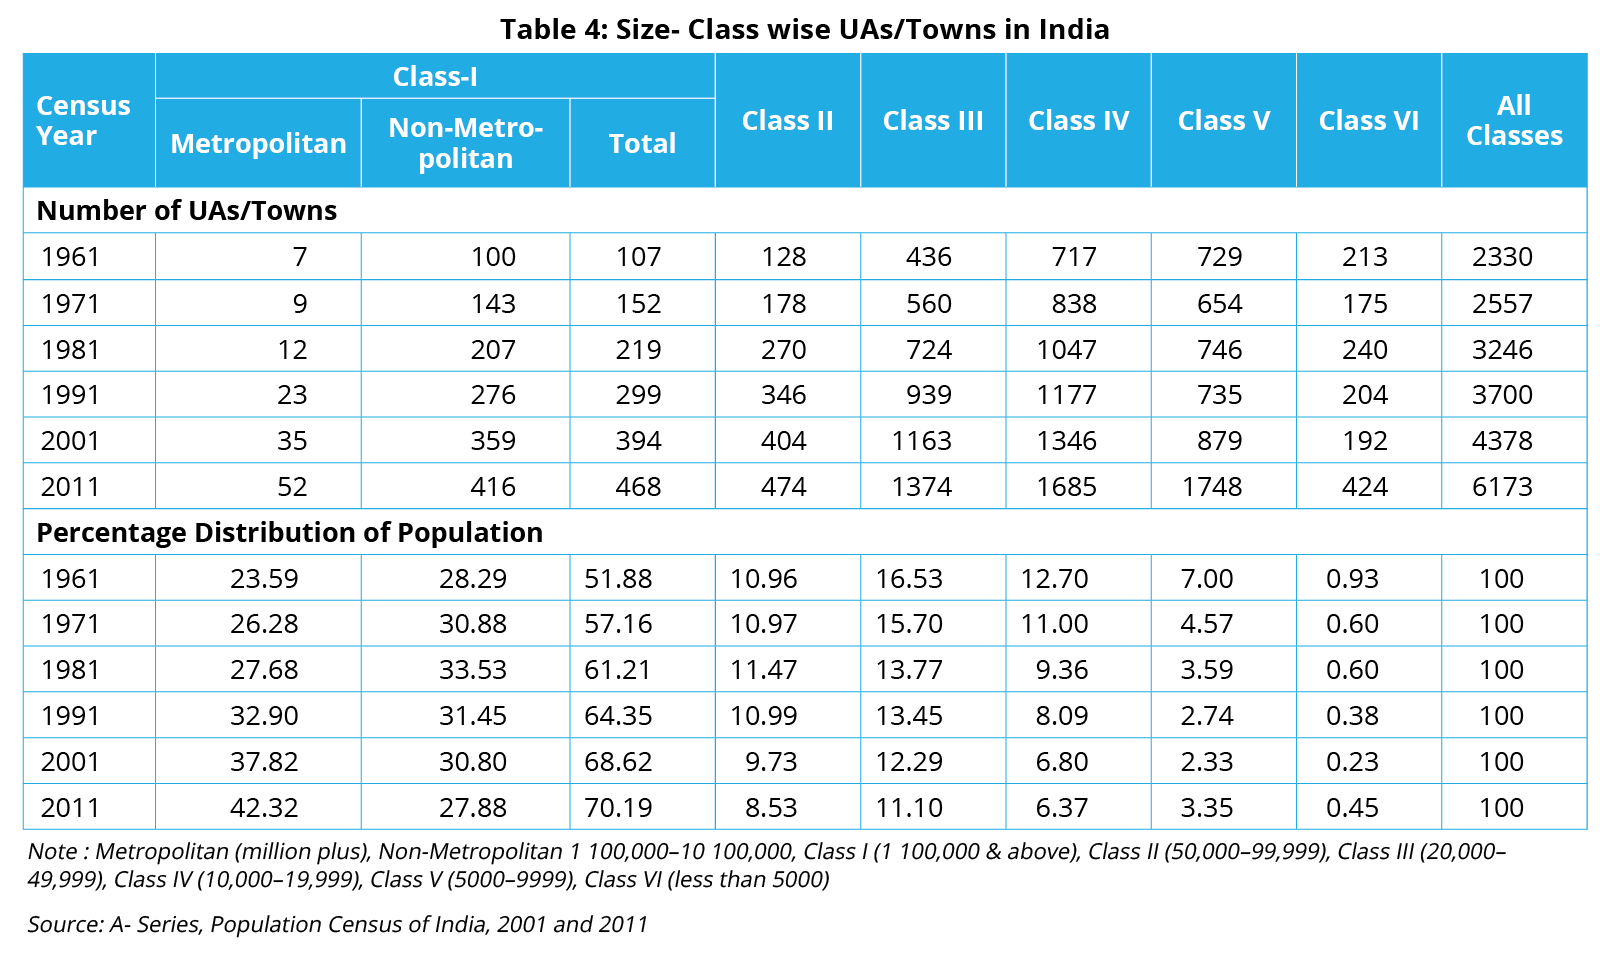 Table 4: Size- Class wise UAs/Towns in India
Census Year Class-I Class II Class III Class IV Class V Class VI All Classes
Metropolitan Non-Metro-politan Total
Number of UAs/Towns
1961 7 100 107 128 436 717 729 213 2330
1971 9 143 152 178 560 838 654 175 2557
1981 12 207 219 270 724 1047 746 240 3246
1991 23 276 299 346 939 1177 735 204 3700
2001 35 359 394 404 1163 1346 879 192 4378
2011 52 416 468 474 1374 1685 1748 424 6173
Percentage Distribution of Population
1961 23.59 28.29 51.88 10.96 16.53 12.70 7.00 0.93 100
1971 26.28 30.88 57.16 10.97 15.70 11.00 4.57 0.60 100
1981 27.68 33.53 61.21 11.47 13.77 9.36 3.59 0.60 100
1991 32.90 31.45 64.35 10.99 13.45 8.09 2.74 0.38 100
2001 37.82 30.80 68.62 9.73 12.29 6.80 2.33 0.23 100
2011 42.32 27.88 70.19 8.53 11.10 6.37 3.35 0.45 100
Note : Metropolitan (million plus), Non-Metropolitan 1 100,000–10 100,000, Class I (1 100,000 & above), Class II (50,000–99,999), Class III (20,000–
49,999), Class IV (10,000–19,999), Class V (5000–9999), Class VI (less than 5000)
Source: A- Series, Population Census of India, 2001 and 2011